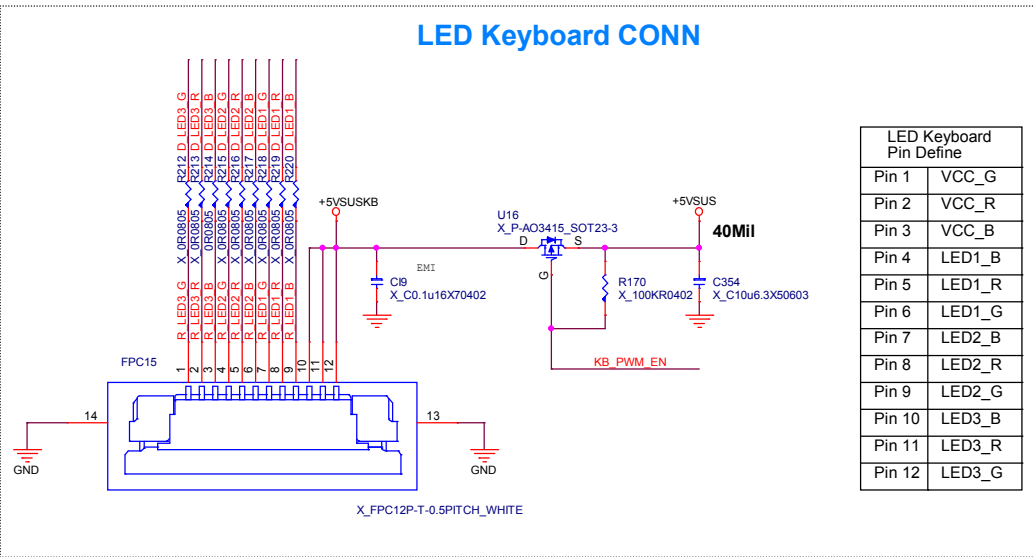 LED Keyboard CONN
D_LED3_G
D_LED3_R
D_LED3_B
D_LED2_G
D_LED2_R
D_LED2_B
D_LED1_G
D_LED1_R
D_LED1_B
R212
R213
R214
R215
R216
R217
R218
R219
R220
X_0R0805
X_0R0805
X_0R0805
X_0R0805
X_0R0805
X_0R0805
X_0R0805
X_0R0805
X_0R0805
R_LED3_G
R_LED3_R
R_LED3_B
R_LED2_G
R_LED2_R
R_LED2_B
R_LED1_G
R_LED1_R
R_LED1_B
+5VSUSKB
EMI
CI9
X_C0.1u16X70402
U16
X_P-AO3415_SOT23-3
D
S
G
+5VSUS
40Mil
R170
X_100KR0402
C354
X_C10u6.3X50603
KB_PWM_EN
FPC15
1
2
3
4
5
6
7
8
9
10
11
12
14
13
GND
GND
X_FPC12P-T-0.5PITCH_WHITE
LED Keyboard
Pin Define
Pin 1 VCC_G
Pin 2 VCC_R
Pin 3 VCC_B
Pin 4 LED1_B
Pin 5 LED1_R
Pin 6 LED1_G
Pin 7 LED2_B
Pin 8 LED2_R
Pin 9 LED2_G
Pin 10 LED3_B
Pin 11 LED3_R
Pin 12 LED3_G